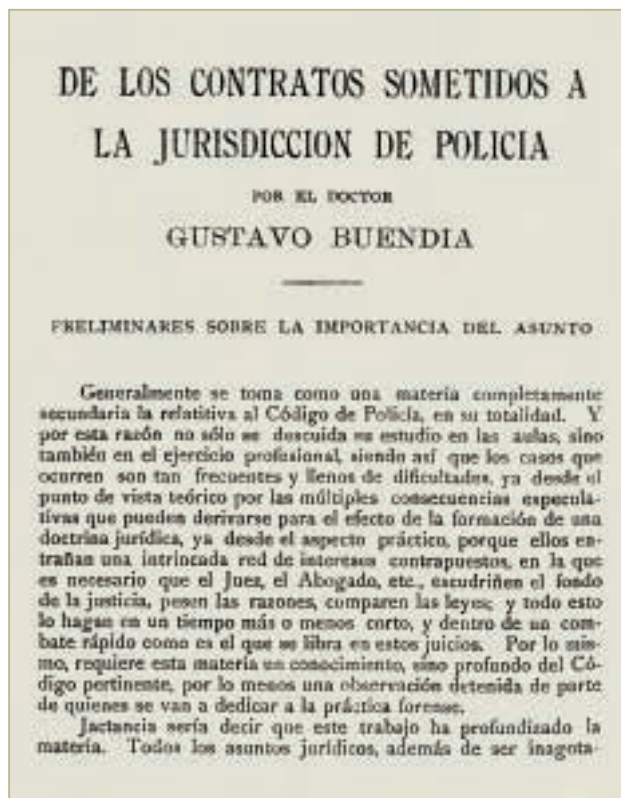 DE LOS CONTRATOS SOMETIDOS A
LA JURISDICCION DE POLICIA
POR EL DOCTOR
GUSTAVO BUENDIA
PRELIMINARES SOBRE LA IMPORTANCIA DEL ASUNTO
Generalmente se toma como una materia completamente
secundaria la relatitiva al Código de Policía, en su totalidad. Y
por esta razón no sólo se descuida su estudio en las aulas, sino
también en el ejercicio profesional, siendo así que los casos que
ocurren son tan frecuentes y llenos de dificultades, ya desde el
punto de vista teórico por las múltiples consecuencias especula-
tivas que pueden derivarse para el efecto de la formación de una
doctrina jurídica, ya desde el aspecto práctico, porque ellos en-
trañan una intrincada red de intereses contrapuestos, en la que
es necesario que el Juez, el Abogado, etc., escudriñen el fondo
de la justicia, pesen las razones, comparen las leyes; y todo esto
lo hagan en un tiempo más o menos corto, y dentro de un com-
bate rápido como es el que se libra en estos juicios. Por lo mis-
mo, requiere esta materia un conocimiento, sino profundo del Có-
digo pertinente, por lo menos una observación detenida de parte
de quienes se van a dedicar a la práctica forense.
Jactancia sería decir que este trabajo ha profundizado la
materia. Todos los asuntos jurídicos, además de ser inagota-